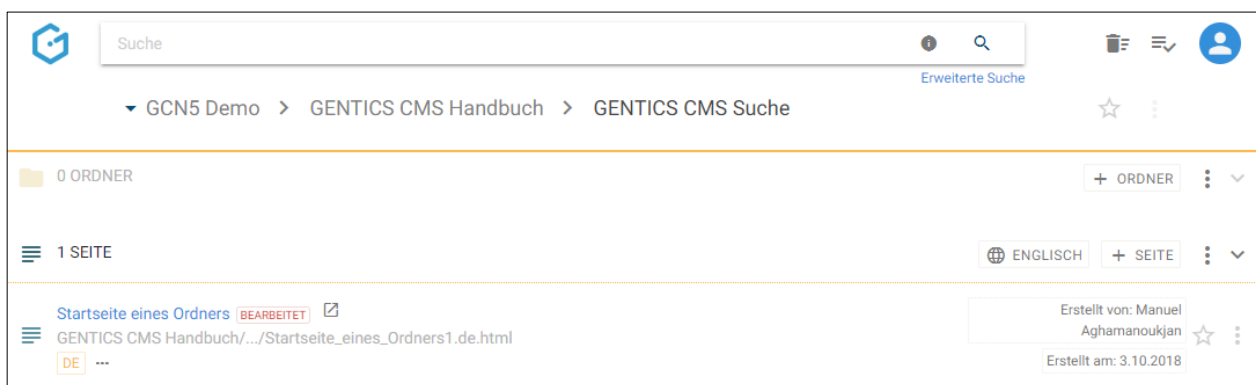 Suche
Erweiterte Suche
GCN5 Demo > GENTICS CMS Handbuch > GENTICS CMS Suche
0 ORDNER + ORDNER
1 SEITE ENGLISCH + SEITE
Startseite eines Ordners BEARBEITET Erstellt von: Manuel
GENTICS CMS Handbuch/.../Startseite_eines_Ordners1.de.html Aghamanoukjan
DE --- Erstellt am: 3.10.2018